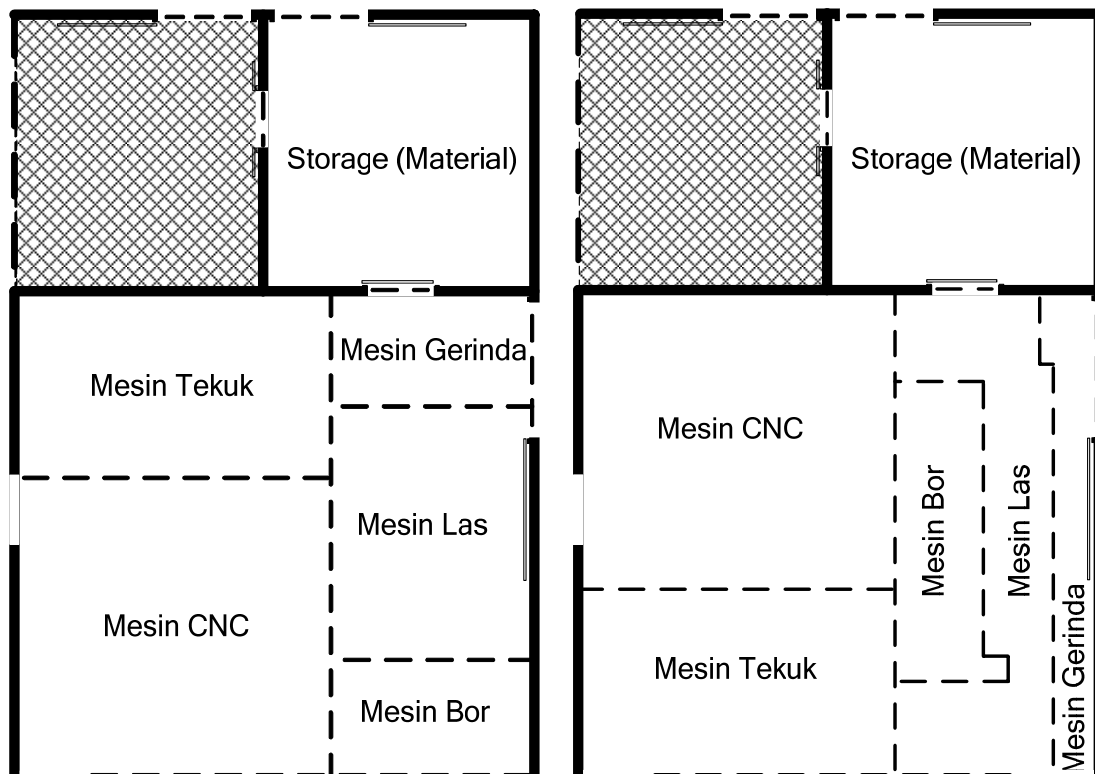 Storage (Material)
Mesin Gerinda
Mesin Tekuk
Mesin Las
Mesin CNC
Mesin Bor
Storage (Material)
Mesin CNC
Mesin Bor
Mesin Las
Mesin Tekuk
Mesin Gerinda